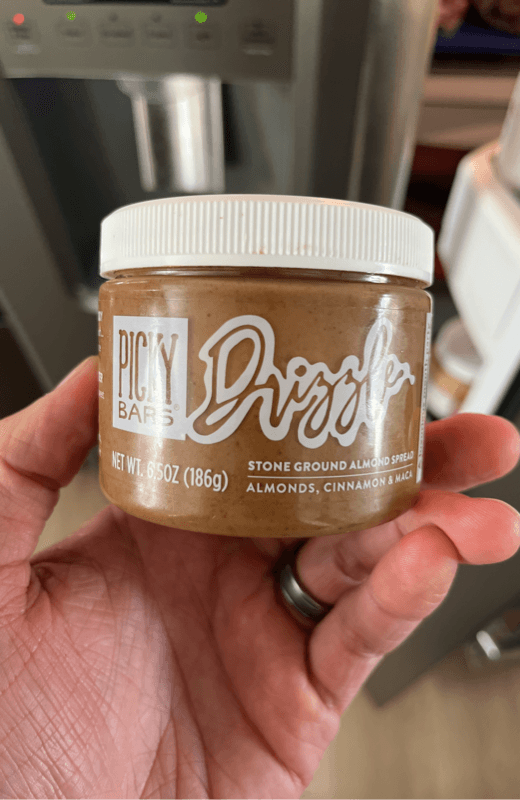 PICKY
BARS
Drizzle
NET WT. 6.5OZ (186g)
STONE GROUND ALMOND SPREAD
ALMONDS, CINNAMON & MACA